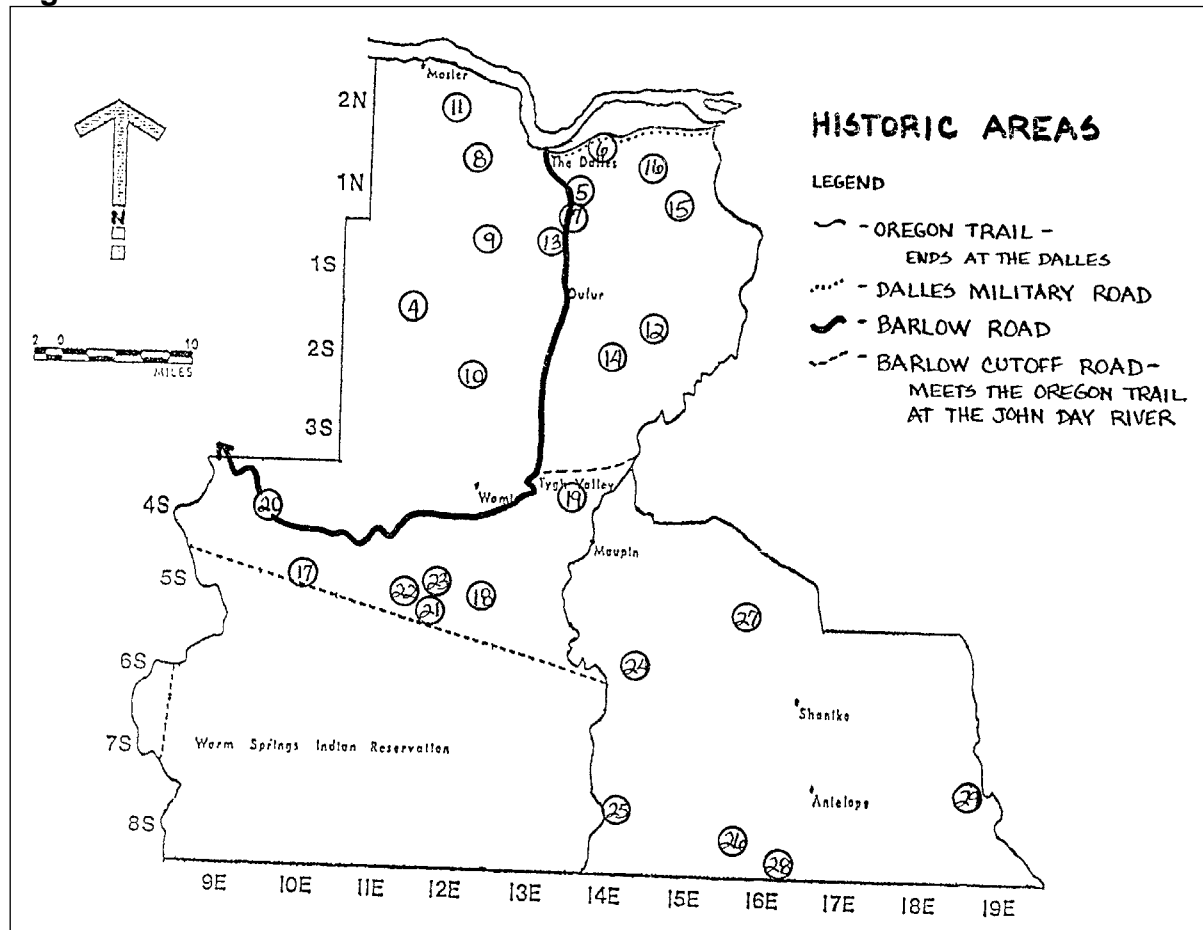 HISTORIC AREAS
LEGEND
- OREGON TRAIL -
ENDS AT THE DALLES
- DALLES MILITARY ROAD
- BARLOW ROAD
- BARLOW CUTOFF ROAD -
MEETS THE OREGON TRAIL
AT THE JOHN DAY RIVER
N
2 0 10
MILES
2N
1N
1S
2S
3S
4S
5S
6S
7S
8S
Mosier
11
8
6
The Dalles
16
5
15
7
9
13
4
Dufur
12
14
10
Wamic
Tygh Valley
19
20
Maupin
17
22
23
21
18
27
24
Shaniko
Warm Springs Indian Reservation
25
Antelope
29
26
28
9E 10E 11E 12E 13E 14E 15E 16E 17E 18E 19E